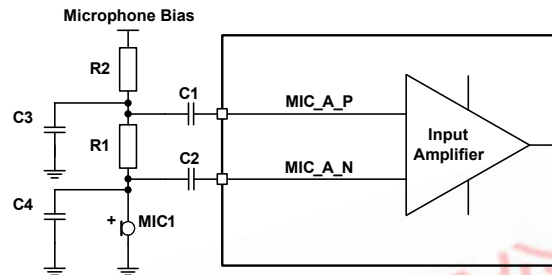 Microphone Bias
R2
C1
C3
MIC_A_P
R1
Input
Amplifier
C2
MIC_A_N
C4
+
MIC1